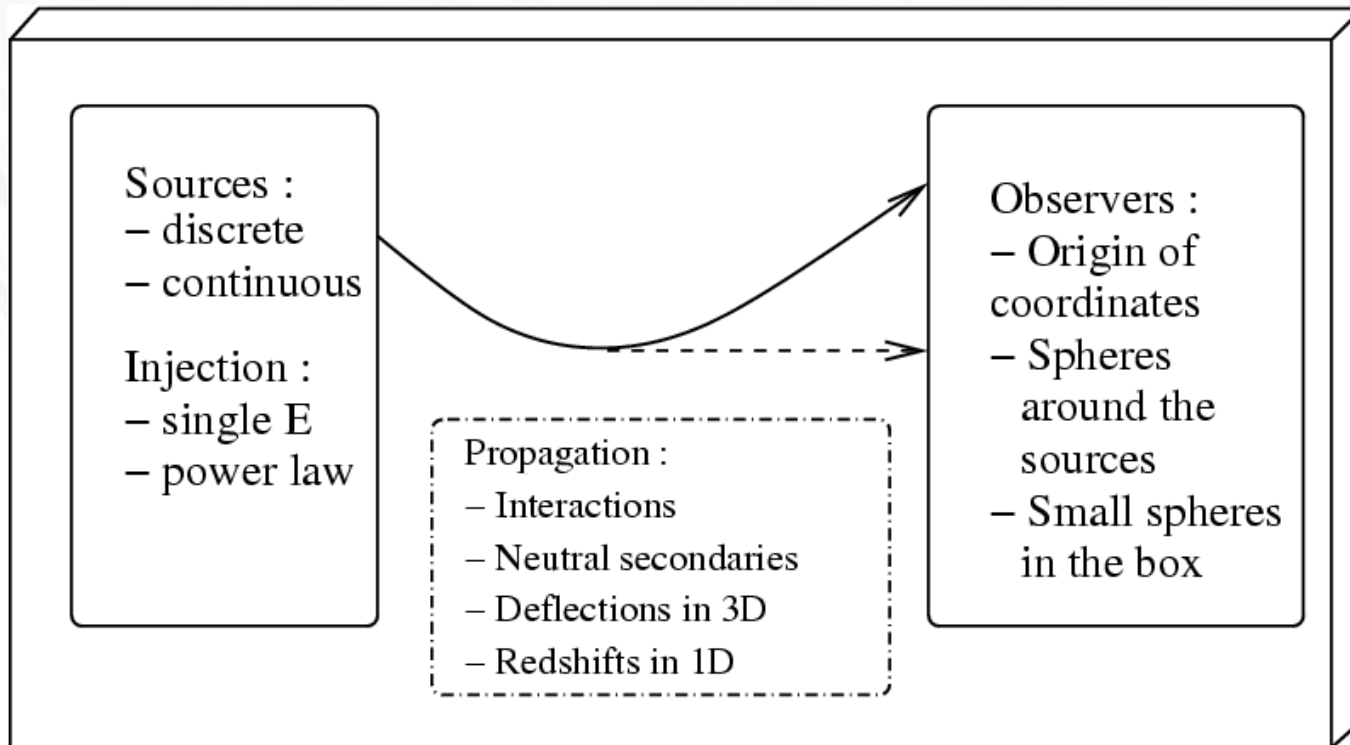 Sources :
– discrete
– continuous
Injection :
– single E
– power law
Propagation :
– Interactions
– Neutral secondaries
– Deflections in 3D
– Redshifts in 1D
Observers :
– Origin of
coordinates
– Spheres
around the
sources
– Small spheres
in the box